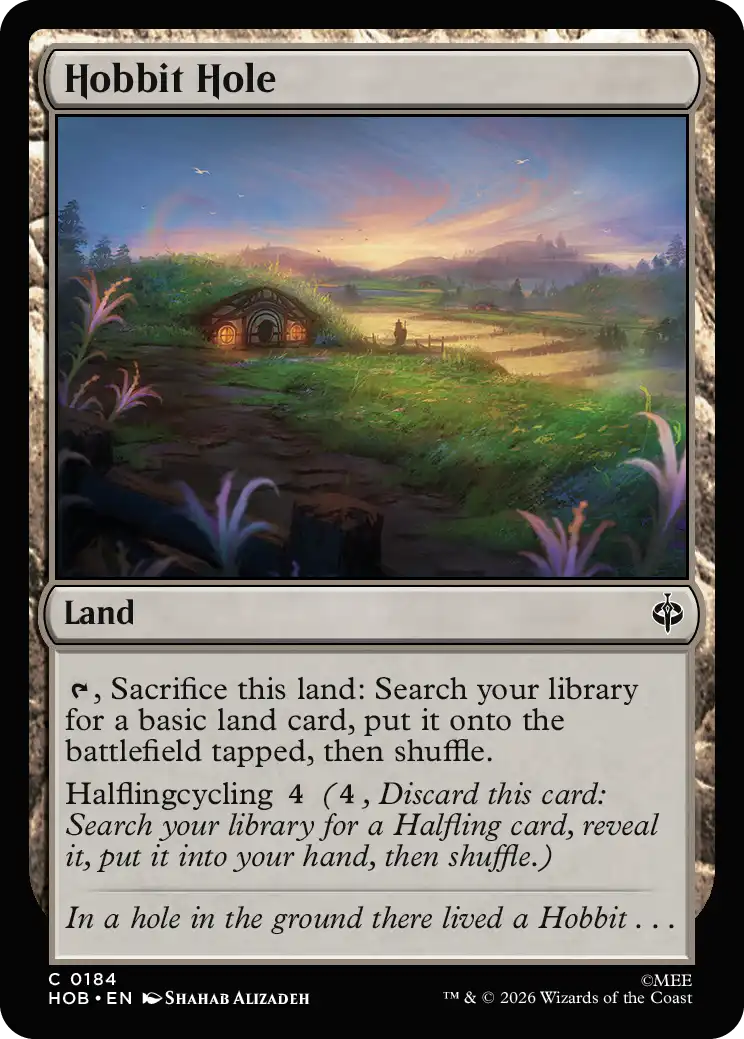 Hobbit Hole
Land
, Sacrifice this land: Search your library
for a basic land card, put it onto the
battlefield tapped, then shuffle.
Halflingcycling 4 (4, Discard this card:
Search your library for a Halfling card, reveal
it, put it into your hand, then shuffle.)
In a hole in the ground there lived a Hobbit . . .
C 0184
HOB • EN Shahab Alizadeh
©MEE
™ & © 2026 Wizards of the Coast